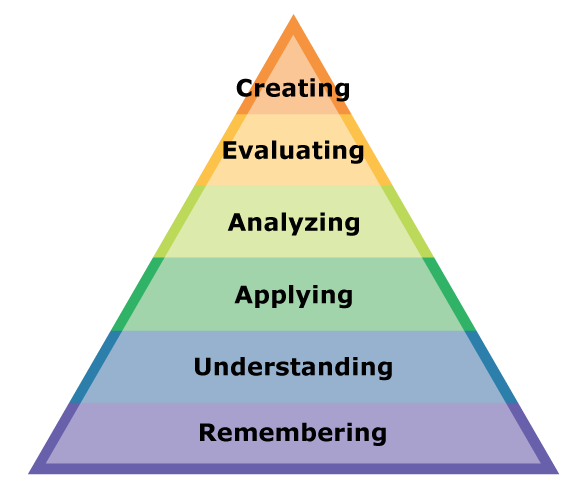 Creating
Evaluating
Analyzing
Applying
Understanding
Remembering